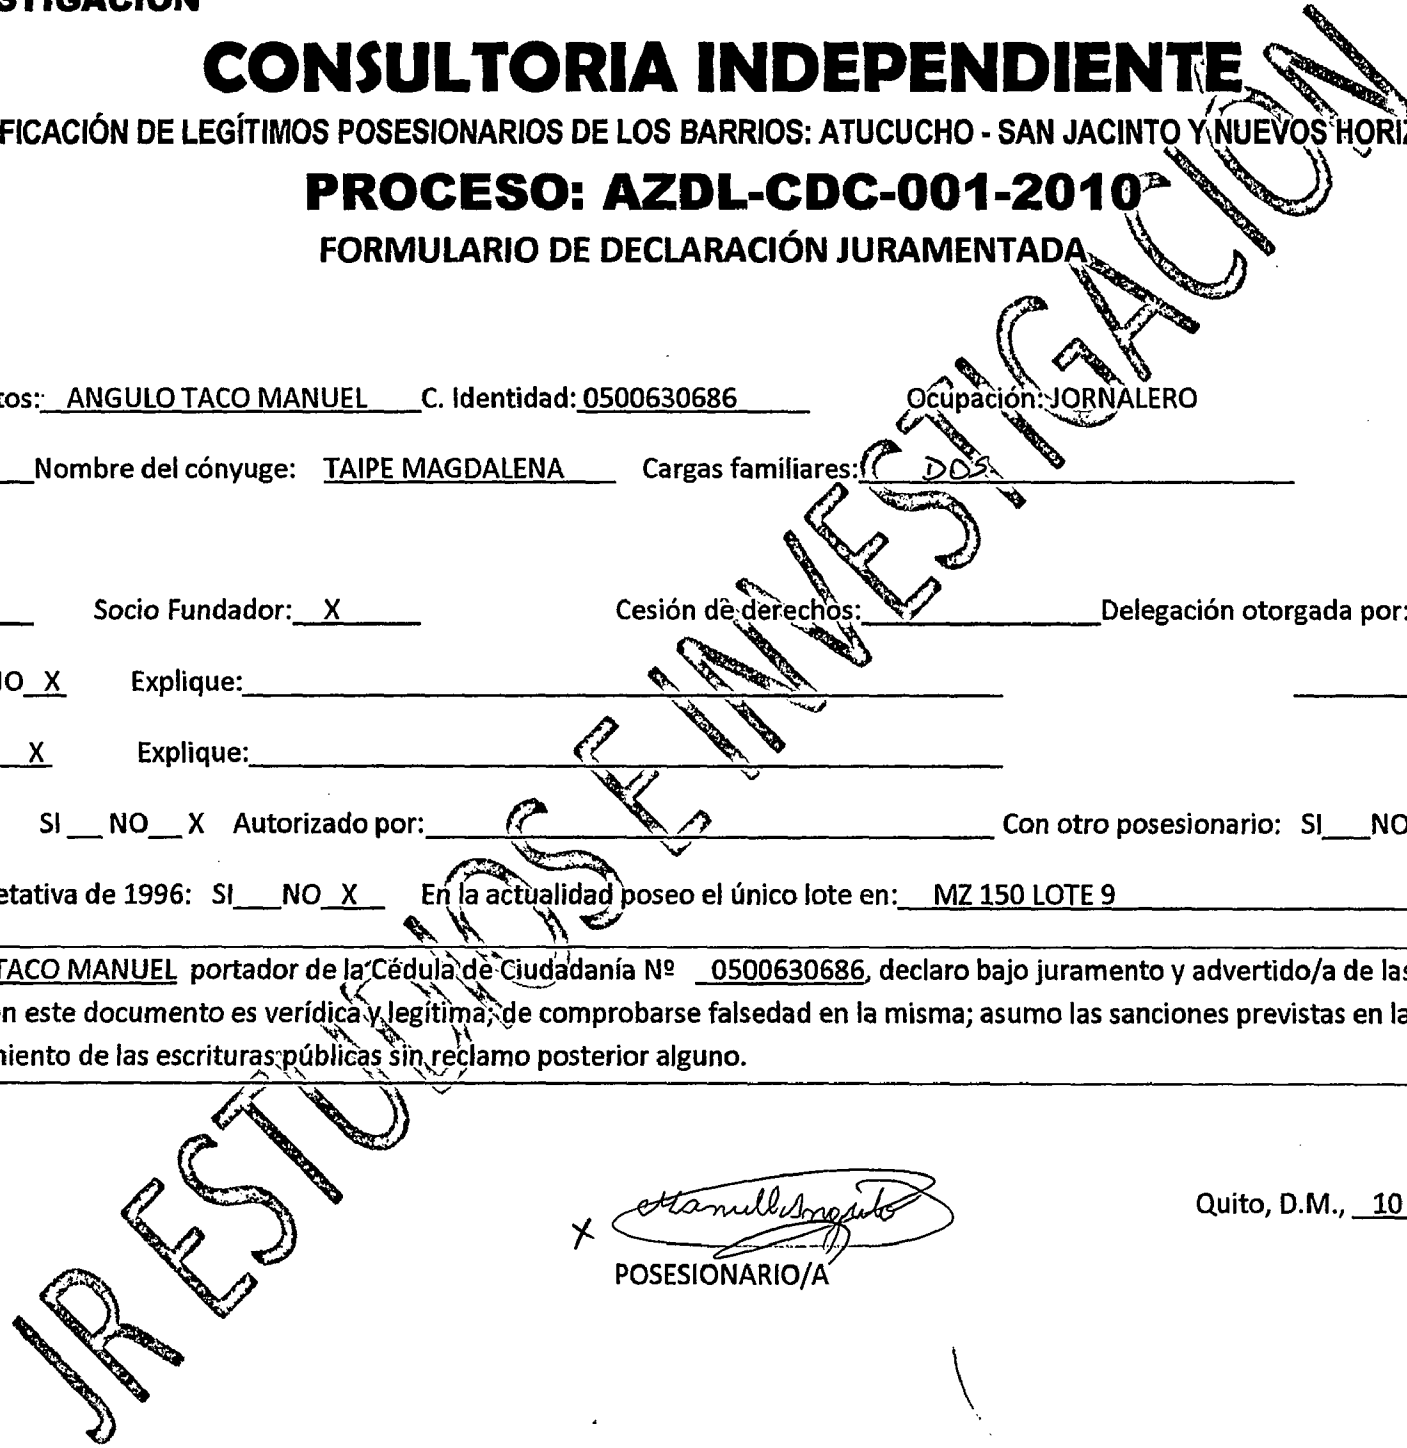 STIGACIÓN
CONSULTORIA INDEPENDIENTE
FICACIÓN DE LEGÍTIMOS POSESIONARIOS DE LOS BARRIOS: ATUCUCHO - SAN JACINTO Y NUEVOS HORIZ
PROCESO: AZDL-CDC-001-2010
FORMULARIO DE DECLARACIÓN JURAMENTADA
tos: ANGULO TACO MANUEL C. Identidad: 0500630686 Ocupación: JORNALERO
Nombre del cónyuge: TAIPE MAGDALENA Cargas familiares: DOS
Socio Fundador: X Cesión de derechos: Delegación otorgada por:
NO X Explique:
X Explique:
SI NO X Autorizado por: Con otro posesionario: SI NO
etativa de 1996: SI NO X En la actualidad poseo el único lote en: MZ 150 LOTE 9
TACO MANUEL portador de la Cédula de Ciudadanía Nº 0500630686, declaro bajo juramento y advertido/a de las
en este documento es verídica y legítima; de comprobarse falsedad en la misma; asumo las sanciones previstas en la
miento de las escrituras públicas sin reclamo posterior alguno.
Quito, D.M., 10
X Manuel Angulo
POSESIONARIO/A
JR ESTUDIOS E INVESTIGACION